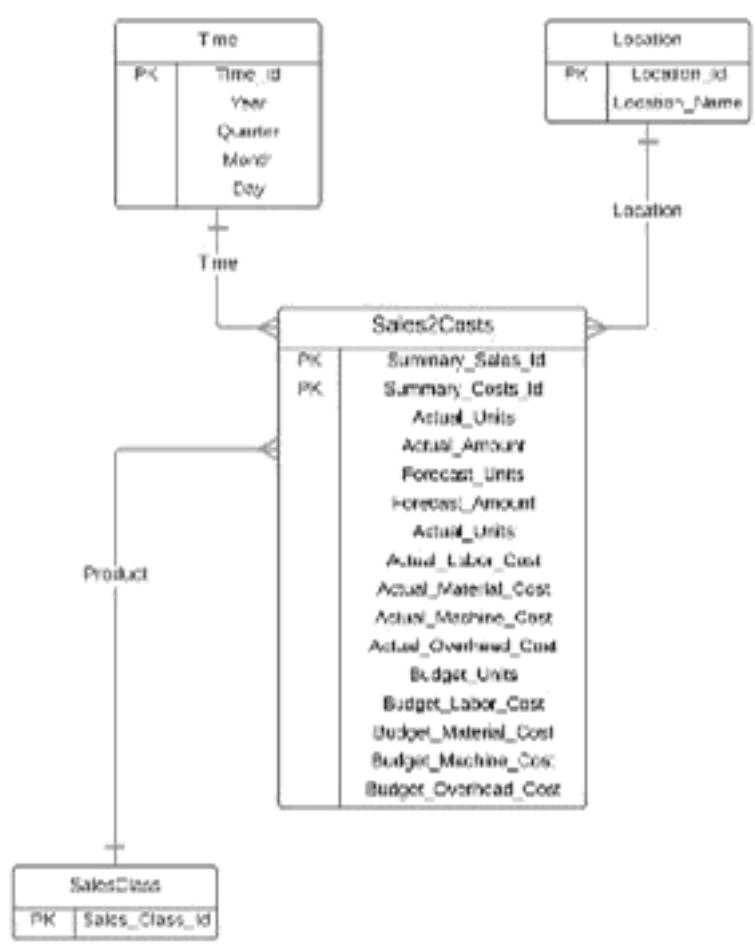 Time
PK Time_Id
Year
Quarter
Month
Day
Time
Location
PK Location_Id
Location_Name
Location
Sales2Costs
PK Summary_Sales_Id
PK Summary_Costs_Id
Actual_Units
Actual_Amount
Forecast_Units
Forecast_Amount
Actual_Units
Actual_Labor_Cost
Actual_Material_Cost
Actual_Machine_Cost
Actual_Overhead_Cost
Budget_Units
Budget_Labor_Cost
Budget_Material_Cost
Budget_Machine_Cost
Budget_Overhead_Cost
Product
SalesClass
PK Sales_Class_Id